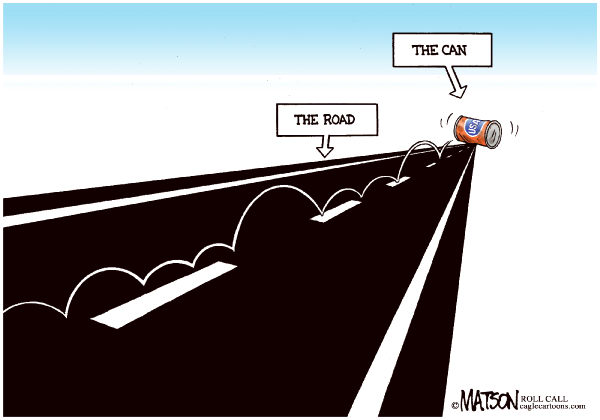 THE CAN
THE ROAD
© MATSON ROLL CALL
caglecartoons.com